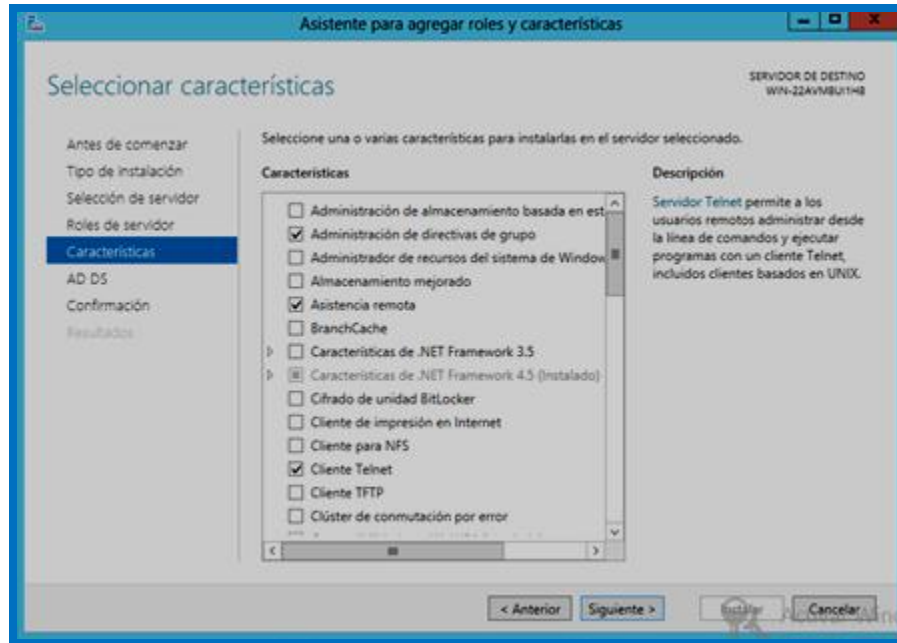 Asistente para agregar roles y características
Seleccionar características
SERVIDOR DE DESTINO
Antes de comenzar
Tipo de instalación
Selección de servidor
Roles de servidor
Características
AD DS
Confirmación
Resultados
Seleccione una o varias características para instalarlas en el servidor seleccionado.
Características
Administración de almacenamiento basada en est
Administración de directivas de grupo
Administrador de recursos del sistema de Window
Almacenamiento mejorado
Asistencia remota
BranchCache
Características de .NET Framework 3.5
Características de .NET Framework 4.5 (Instalado)
Cifrado de unidad BitLocker
Cliente de impresión en Internet
Cliente para NFS
Cliente Telnet
Cliente TFTP
Clúster de conmutación por error
Descripción
Servidor Telnet permite a los
usuarios remotos administrar desde
la línea de comandos y ejecutar
programas con un cliente Telnet,
incluidos clientes basados en UNIX.
< Anterior
Siguiente >
Instalar
Cancelar
Activar Win